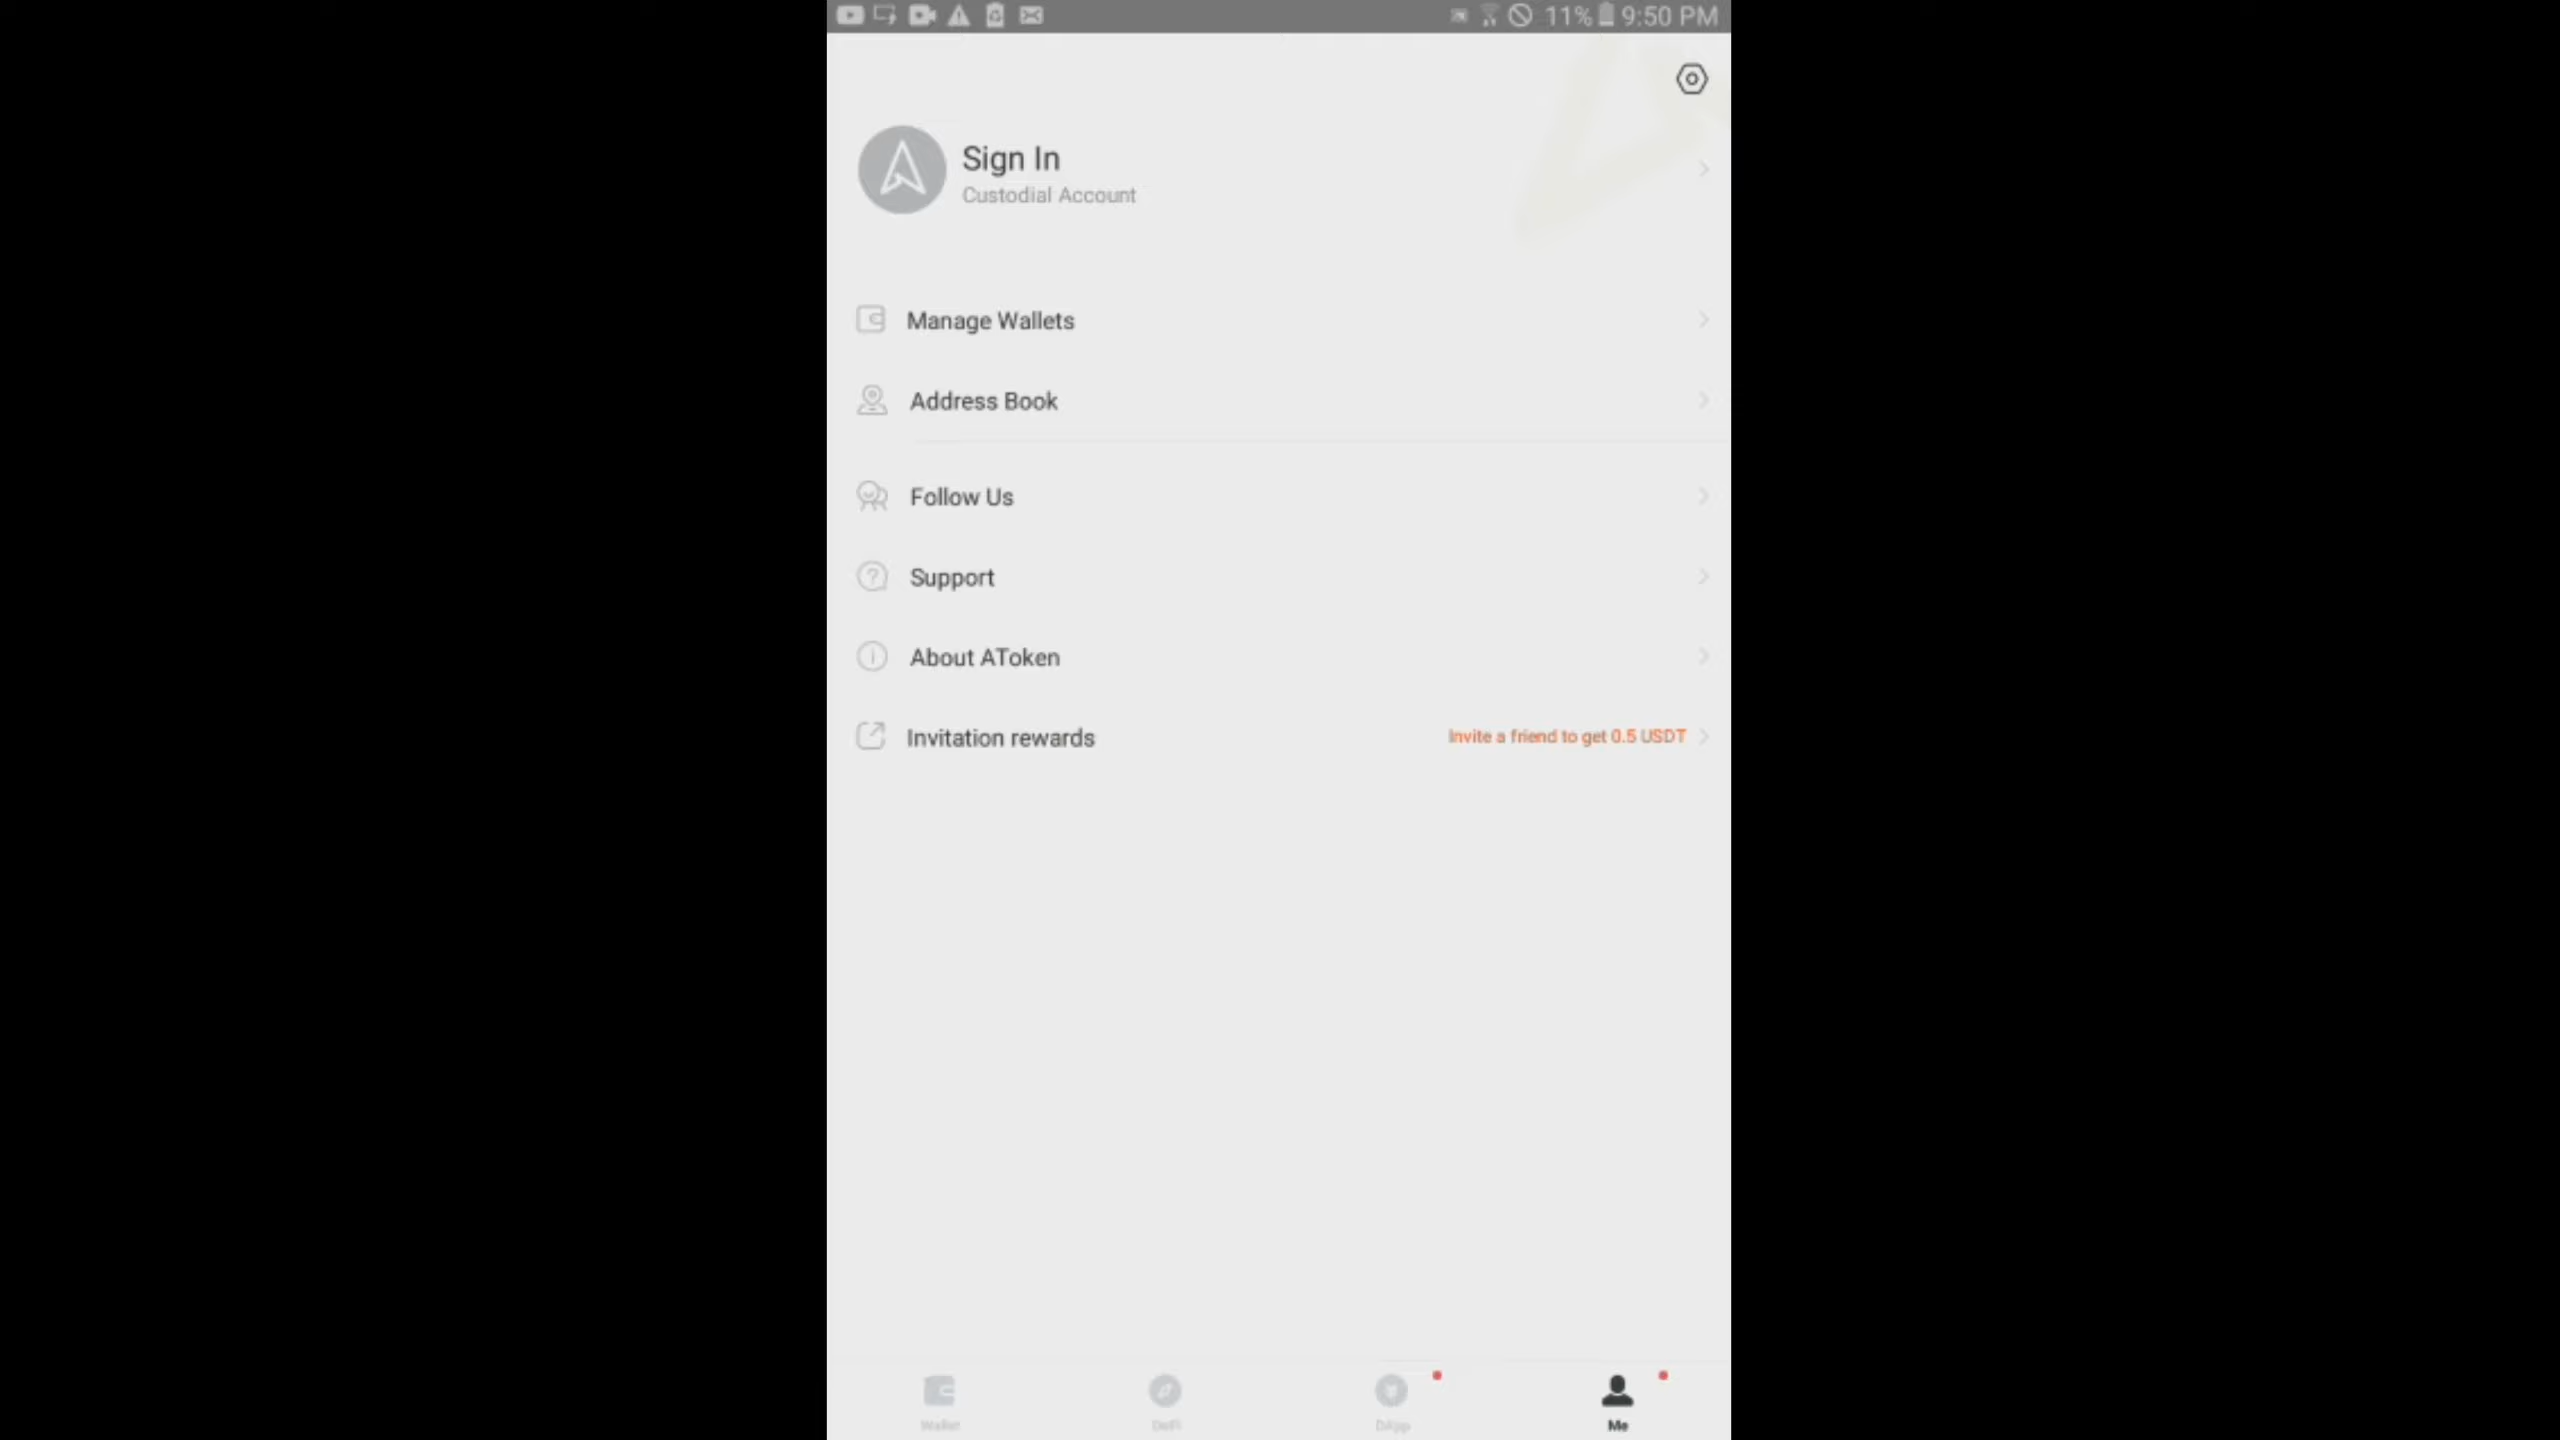 11% 9:50 PM
Sign In
Custodial Account
Manage Wallets
Address Book
Follow Us
Support
About AToken
Invitation rewards
Invite a friend to get 0.5 USDT
Wallet DeFi DApp Me